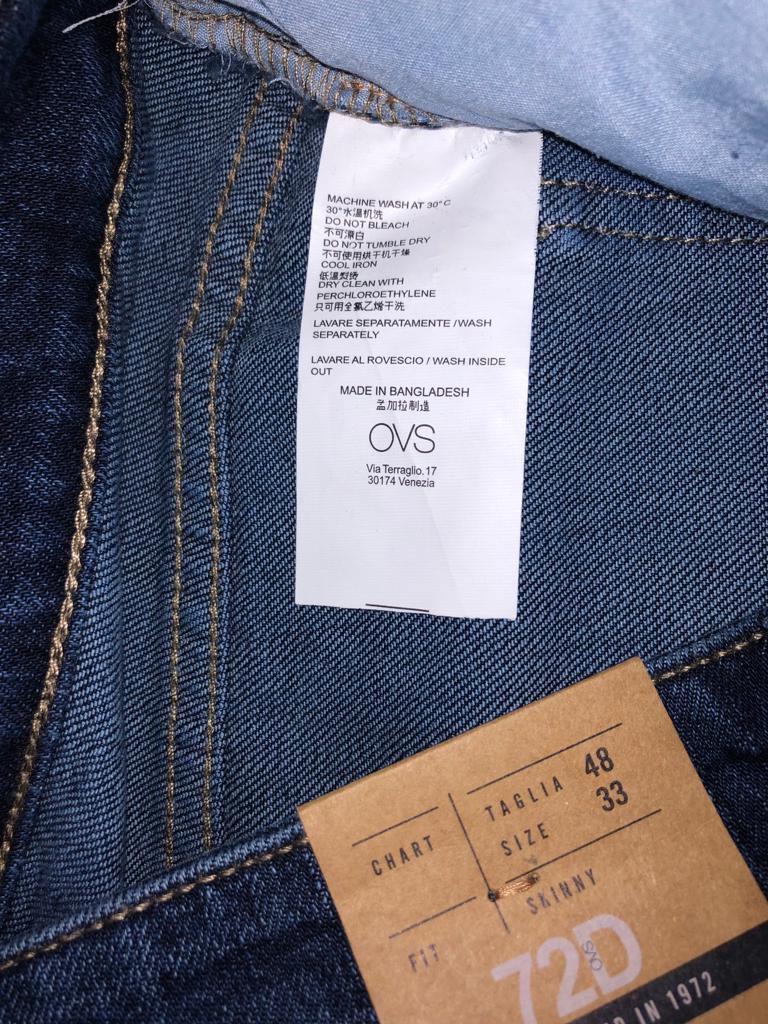 MACHINE WASH AT 30°C
30°水温机洗
DO NOT BLEACH
不可漂白
DO NOT TUMBLE DRY
不可使用烘干机干燥
COOL IRON
低温熨烫
DRY CLEAN WITH
PERCHLOROETHYLENE
只可用全氯乙烯干洗
LAVARE SEPARATAMENTE / WASH
SEPARATELY
LAVARE AL ROVESCIO / WASH INSIDE
OUT
MADE IN BANGLADESH
孟加拉制造
OVS
Via Terraglio.17
30174 Venezia
CHART
TAGLIA 48
SIZE 33
FIT
SKINNY
72D
OVS
IN 1972